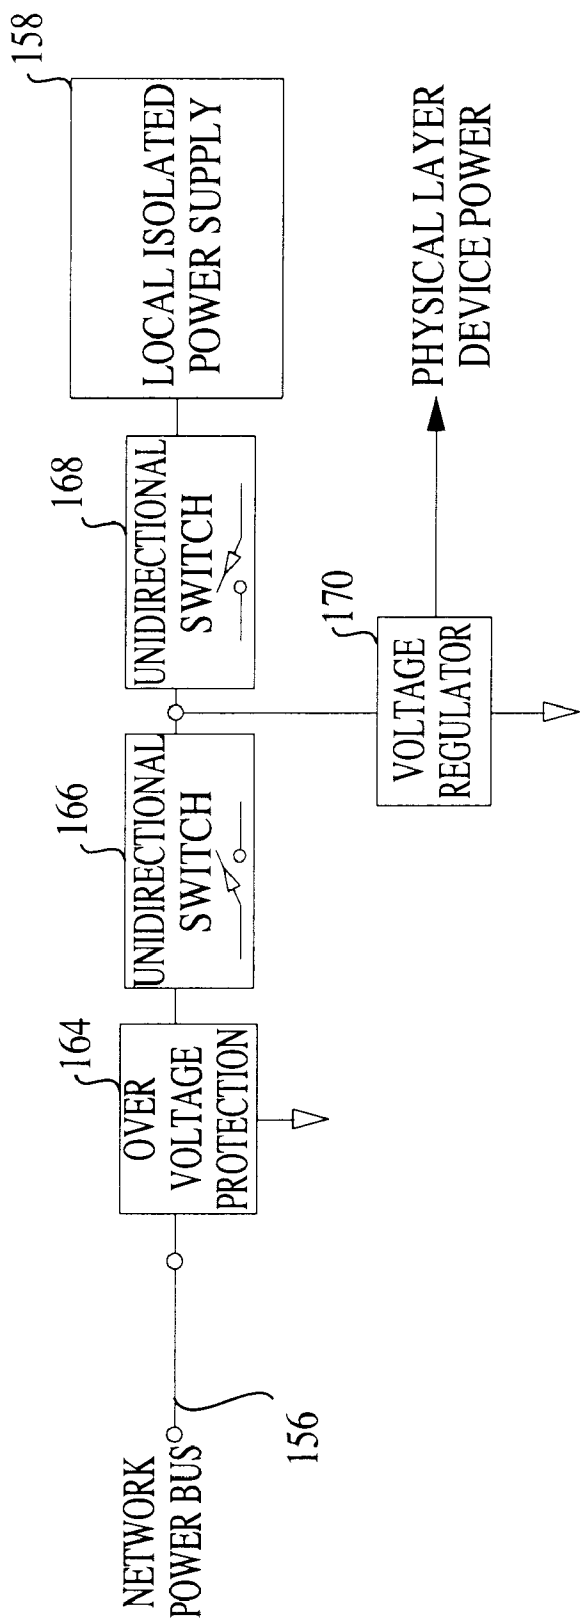 NETWORK
POWER BUS
156
164
OVER
VOLTAGE
PROTECTION
166
UNIDIRECTIONAL
SWITCH
168
UNIDIRECTIONAL
SWITCH
158
LOCAL ISOLATED
POWER SUPPLY
170
VOLTAGE
REGULATOR
PHYSICAL LAYER
DEVICE POWER